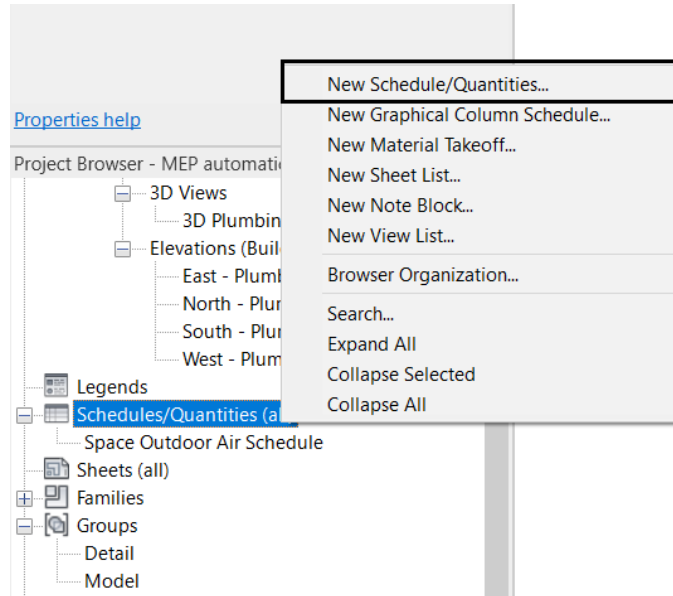 Properties help
Project Browser - MEP automati
3D Views
3D Plumbin
Elevations (Buil
East - Plumb
North - Plur
South - Plur
West - Plum
Legends
Schedules/Quantities (al
Space Outdoor Air Schedule
Sheets (all)
Families
Groups
Detail
Model
New Schedule/Quantities...
New Graphical Column Schedule...
New Material Takeoff...
New Sheet List...
New Note Block...
New View List...
Browser Organization...
Search...
Expand All
Collapse Selected
Collapse All